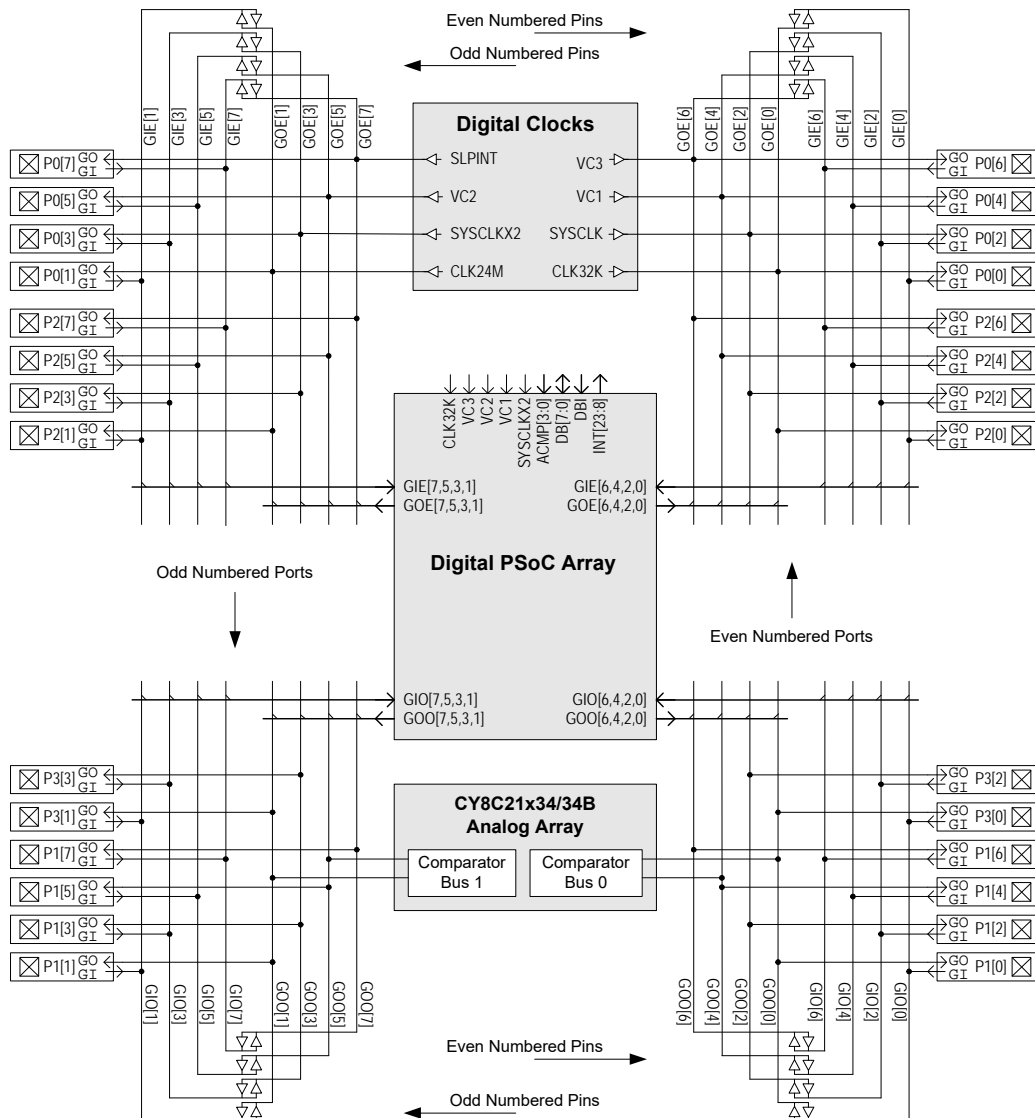 Even Numbered Pins
Odd Numbered Pins
GIE[1]
GIE[3]
GIE[5]
GIE[7]
GOE[1]
GOE[3]
GOE[5]
GOE[7]
GOE[6]
GOE[4]
GOE[2]
GOE[0]
GIE[6]
GIE[4]
GIE[2]
GIE[0]
Digital Clocks
SLPINT VC3
VC2 VC1
SYSCLKX2 SYSCLK
CLK24M CLK32K
P0[7] GO GI
P0[5] GO GI
P0[3] GO GI
P0[1] GO GI
P2[7] GO GI
P2[5] GO GI
P2[3] GO GI
P2[1] GO GI
GO GI P0[6]
GO GI P0[4]
GO GI P0[2]
GO GI P0[0]
GO GI P2[6]
GO GI P2[4]
GO GI P2[2]
GO GI P2[0]
CLK32K
VC3
VC2
VC1
SYSCLKX2
ACMP[3:0]
DB[7:0]
DBI
INT[23:8]
GIE[7,5,3,1] GIE[6,4,2,0]
GOE[7,5,3,1] GOE[6,4,2,0]
Digital PSoC Array
Odd Numbered Ports
Even Numbered Ports
GIO[7,5,3,1] GIO[6,4,2,0]
GOO[7,5,3,1] GOO[6,4,2,0]
CY8C21x34/34B
Analog Array
Comparator
Bus 1
Comparator
Bus 0
P3[3] GO GI
P3[1] GO GI
P1[7] GO GI
P1[5] GO GI
P1[3] GO GI
P1[1] GO GI
GO GI P3[2]
GO GI P3[0]
GO GI P1[6]
GO GI P1[4]
GO GI P1[2]
GO GI P1[0]
GIO[1]
GIO[3]
GIO[5]
GIO[7]
GOO[1]
GOO[3]
GOO[5]
GOO[7]
GOO[6]
GOO[4]
GOO[2]
GOO[0]
GIO[6]
GIO[4]
GIO[2]
GIO[0]
Even Numbered Pins
Odd Numbered Pins